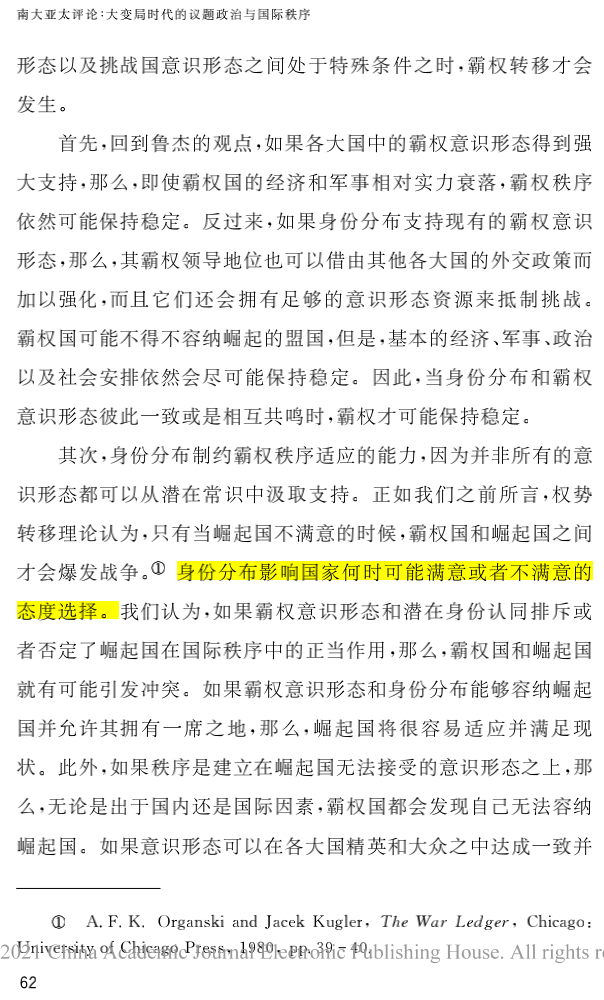 南大亚太评论:大变局时代的议题政治与国际秩序
形态以及挑战国意识形态之间处于特殊条件之时,霸权转移才会
发生。
首先,回到鲁杰的观点,如果各大国中的霸权意识形态得到强
大支持,那么,即使霸权国的经济和军事相对实力衰落,霸权秩序
依然可能保持稳定。反过来,如果身份分布支持现有的霸权意识
形态,那么,其霸权领导地位也可以借由其他各大国的外交政策而
加以强化,而且它们还会拥有足够的意识形态资源来抵制挑战。
霸权国可能不得不容纳崛起的盟国,但是,基本的经济、军事、政治
以及社会安排依然会尽可能保持稳定。因此,当身份分布和霸权
意识形态彼此一致或是相互共鸣时,霸权才可能保持稳定。
其次,身份分布制约霸权秩序适应的能力,因为并非所有的意
识形态都可以从潜在常识中汲取支持。正如我们之前所言,权势
转移理论认为,只有当崛起国不满意的时候,霸权国和崛起国之间
才会爆发战争。① 身份分布影响国家何时可能满意或者不满意的
态度选择。我们认为,如果霸权意识形态和潜在身份认同排斥或
者否定了崛起国在国际秩序中的正当作用,那么,霸权国和崛起国
就有可能引发冲突。如果霸权意识形态和身份分布能够容纳崛起
国并允许其拥有一席之地,那么,崛起国将很容易适应并满足现
状。此外,如果秩序是建立在崛起国无法接受的意识形态之上,那
么,无论是出于国内还是国际因素,霸权国都会发现自己无法容纳
崛起国。如果意识形态可以在各大国精英和大众之中达成一致并
① A. F. K. Organski and Jacek Kugler, The War Ledger, Chicago:
University of Chicago Press, 1980, pp. 39-40.
2021 China Academic Journal Electronic Publishing House. All rights re
62